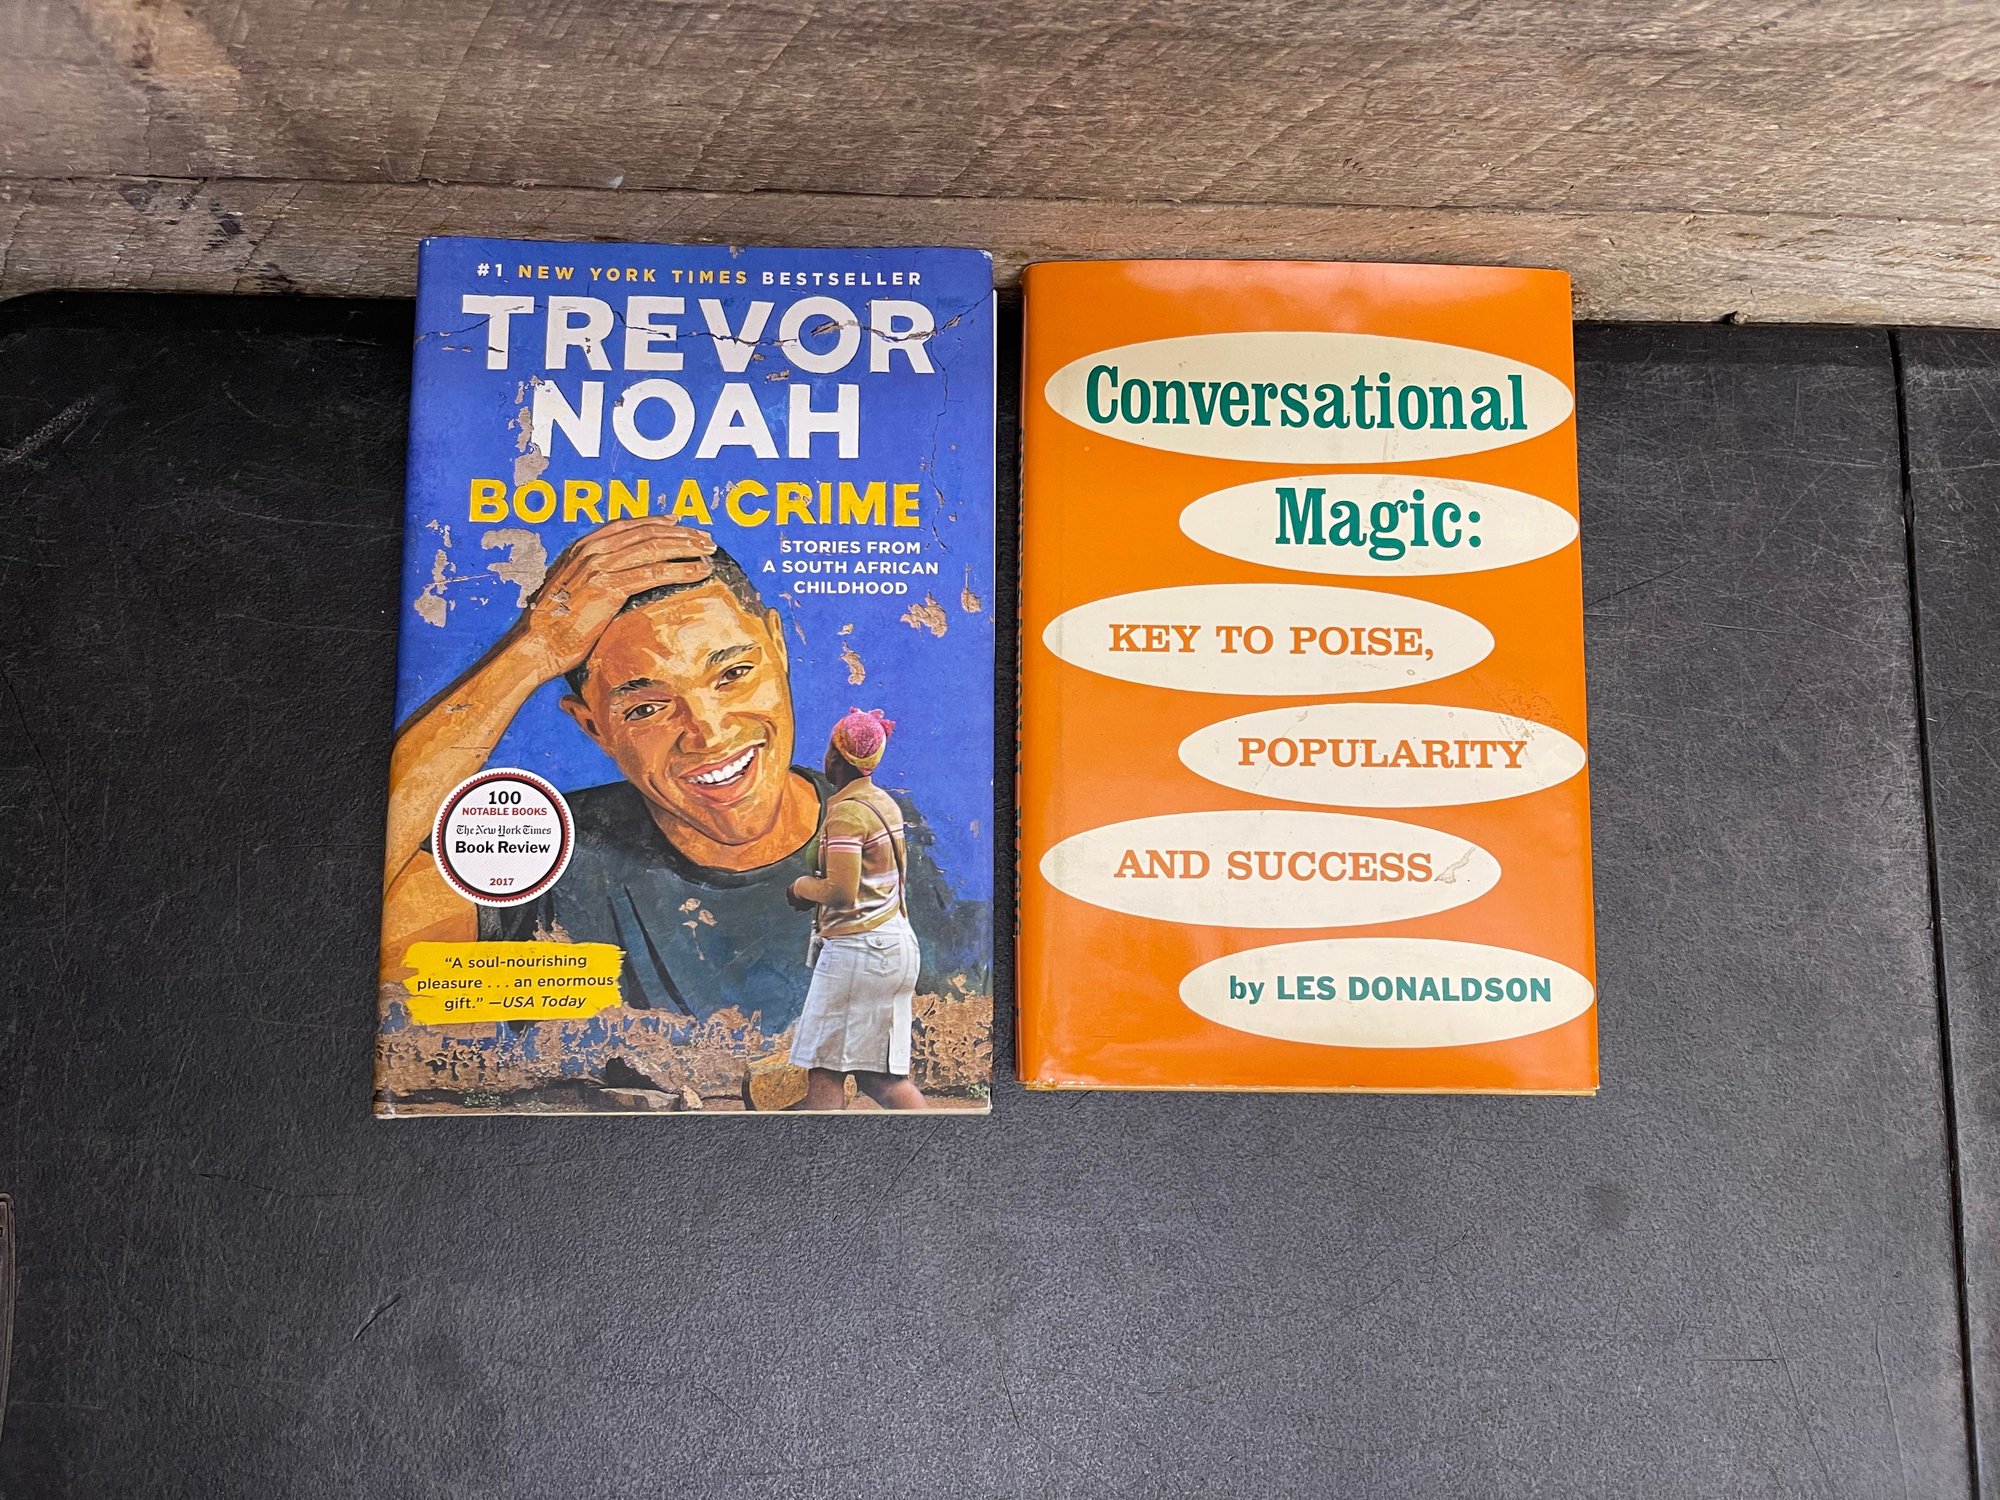 #1 NEW YORK TIMES BESTSELLER
TREVOR
NOAH
BORN A CRIME
STORIES FROM
A SOUTH AFRICAN
CHILDHOOD
100
NOTABLE BOOKS
The New York Times
Book Review
2017
“A soul-nourishing
pleasure . . . an enormous
gift.” —USA Today
Conversational
Magic:
KEY TO POISE,
POPULARITY
AND SUCCESS
by LES DONALDSON